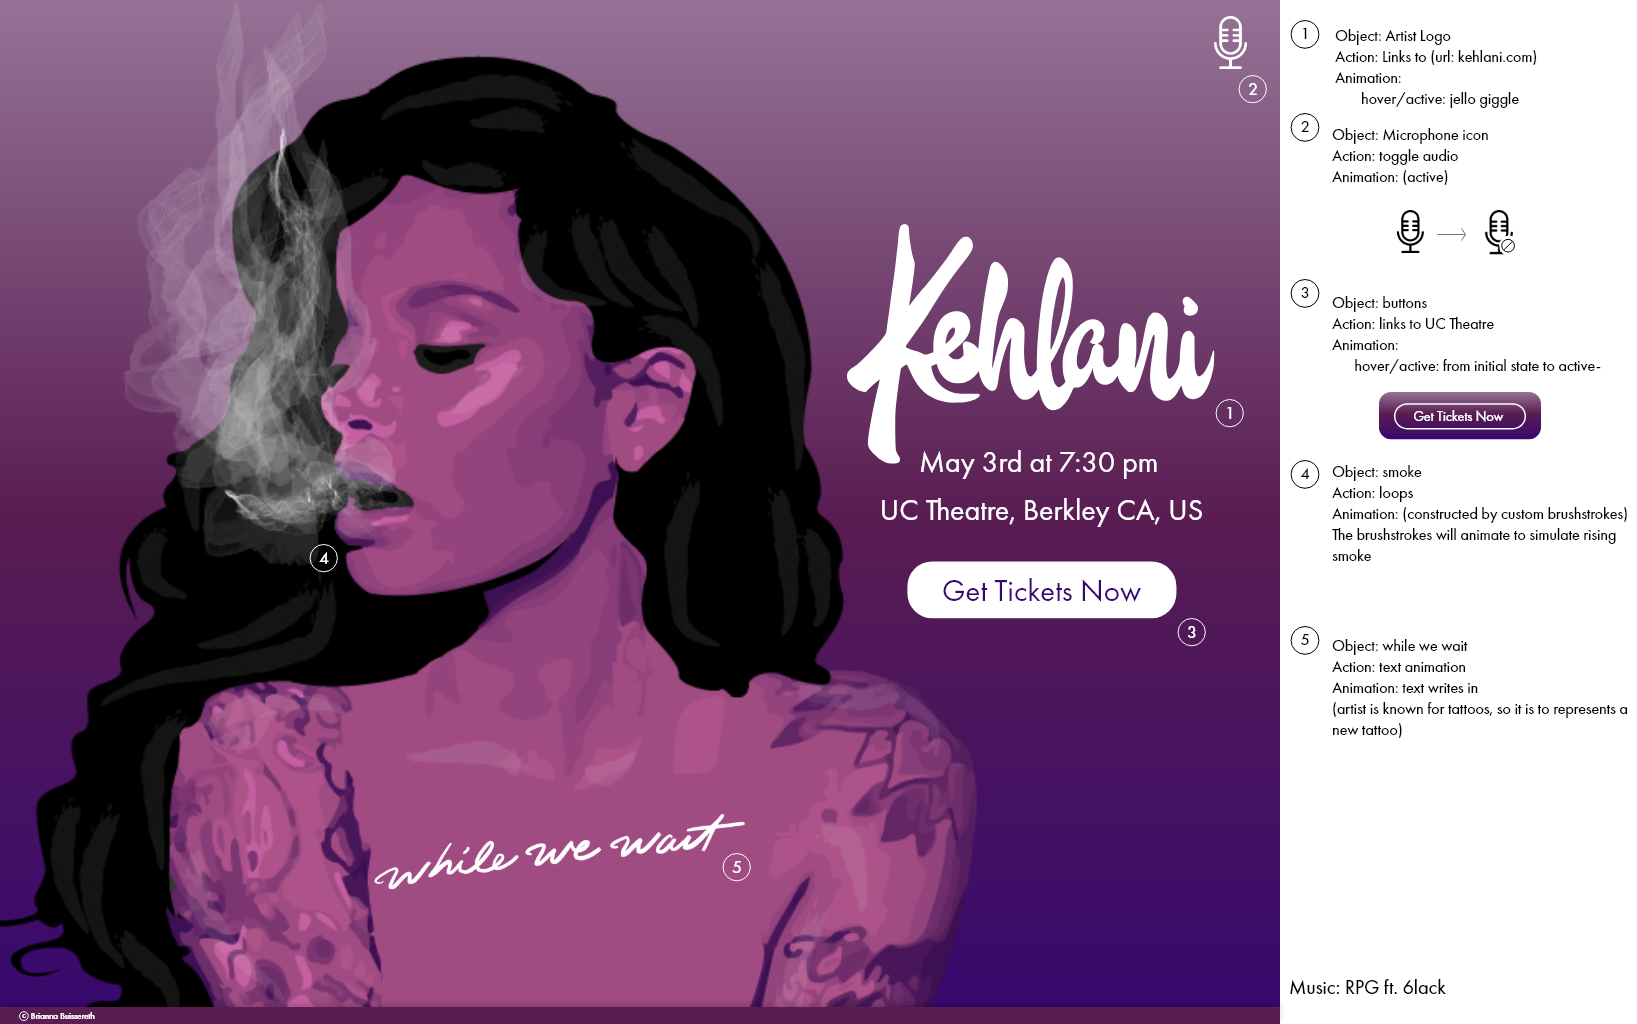 2
Kehlani
1
May 3rd at 7:30 pm
UC Theatre, Berkley CA, US
Get Tickets Now
3
4
while we wait
5
© Brianna Buissereth
1
Object: Artist Logo
Action: Links to (url: kehlani.com)
Animation:
hover/active: jello giggle
2
Object: Microphone icon
Action: toggle audio
Animation: (active)
3
Object: buttons
Action: links to UC Theatre
Animation:
hover/active: from initial state to active-
Get Tickets Now
4
Object: smoke
Action: loops
Animation: (constructed by custom brushstrokes)
The brushstrokes will animate to simulate rising
smoke
5
Object: while we wait
Action: text animation
Animation: text writes in
(artist is known for tattoos, so it is to represents a
new tattoo)
Music: RPG ft. 6lack